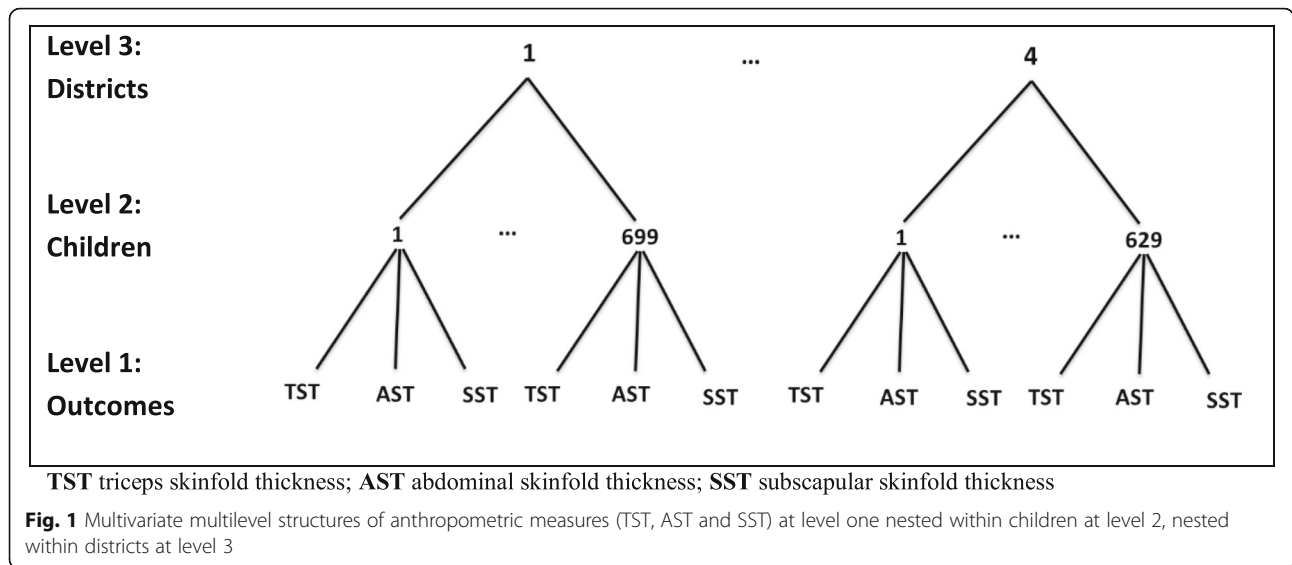 Level 3:
Districts
1 ... 4
Level 2:
Children
1 ... 699 1 ... 629
Level 1:
Outcomes
TST AST SST TST AST SST TST AST SST TST AST SST
TST triceps skinfold thickness; AST abdominal skinfold thickness; SST subscapular skinfold thickness
Fig. 1 Multivariate multilevel structures of anthropometric measures (TST, AST and SST) at level one nested within children at level 2, nested
within districts at level 3